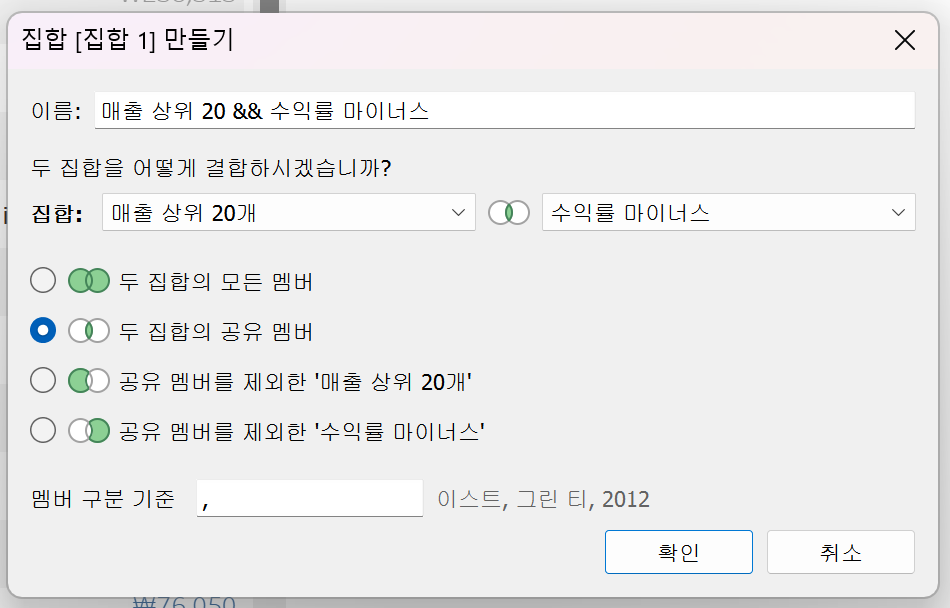 집합 [집합 1] 만들기
이름: 매출 상위 20 && 수익률 마이너스
두 집합을 어떻게 결합하시겠습니까?
집합: 매출 상위 20개 수익률 마이너스
두 집합의 모든 멤버
두 집합의 공유 멤버
공유 멤버를 제외한 '매출 상위 20개'
공유 멤버를 제외한 '수익률 마이너스'
멤버 구분 기준 , 이스트, 그린 티, 2012
확인 취소
₩76,050